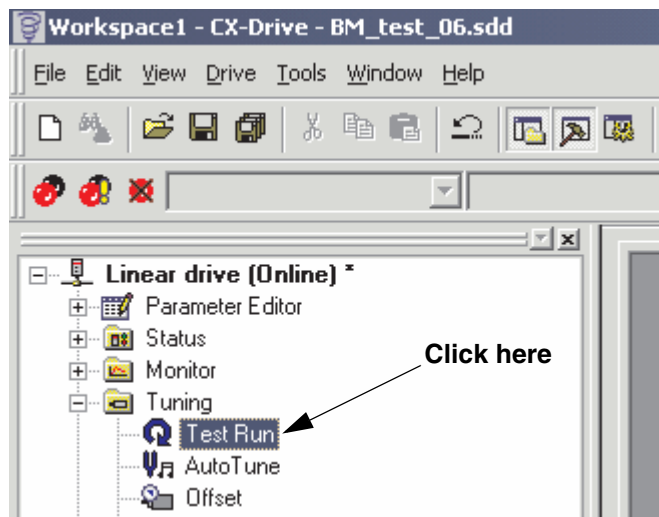 Workspace1 - CX-Drive - BM_test_06.sdd
File Edit View Drive Tools Window Help
Linear drive (Online) *
Parameter Editor
Status
Monitor
Click here
Tuning
Test Run
AutoTune
Offset